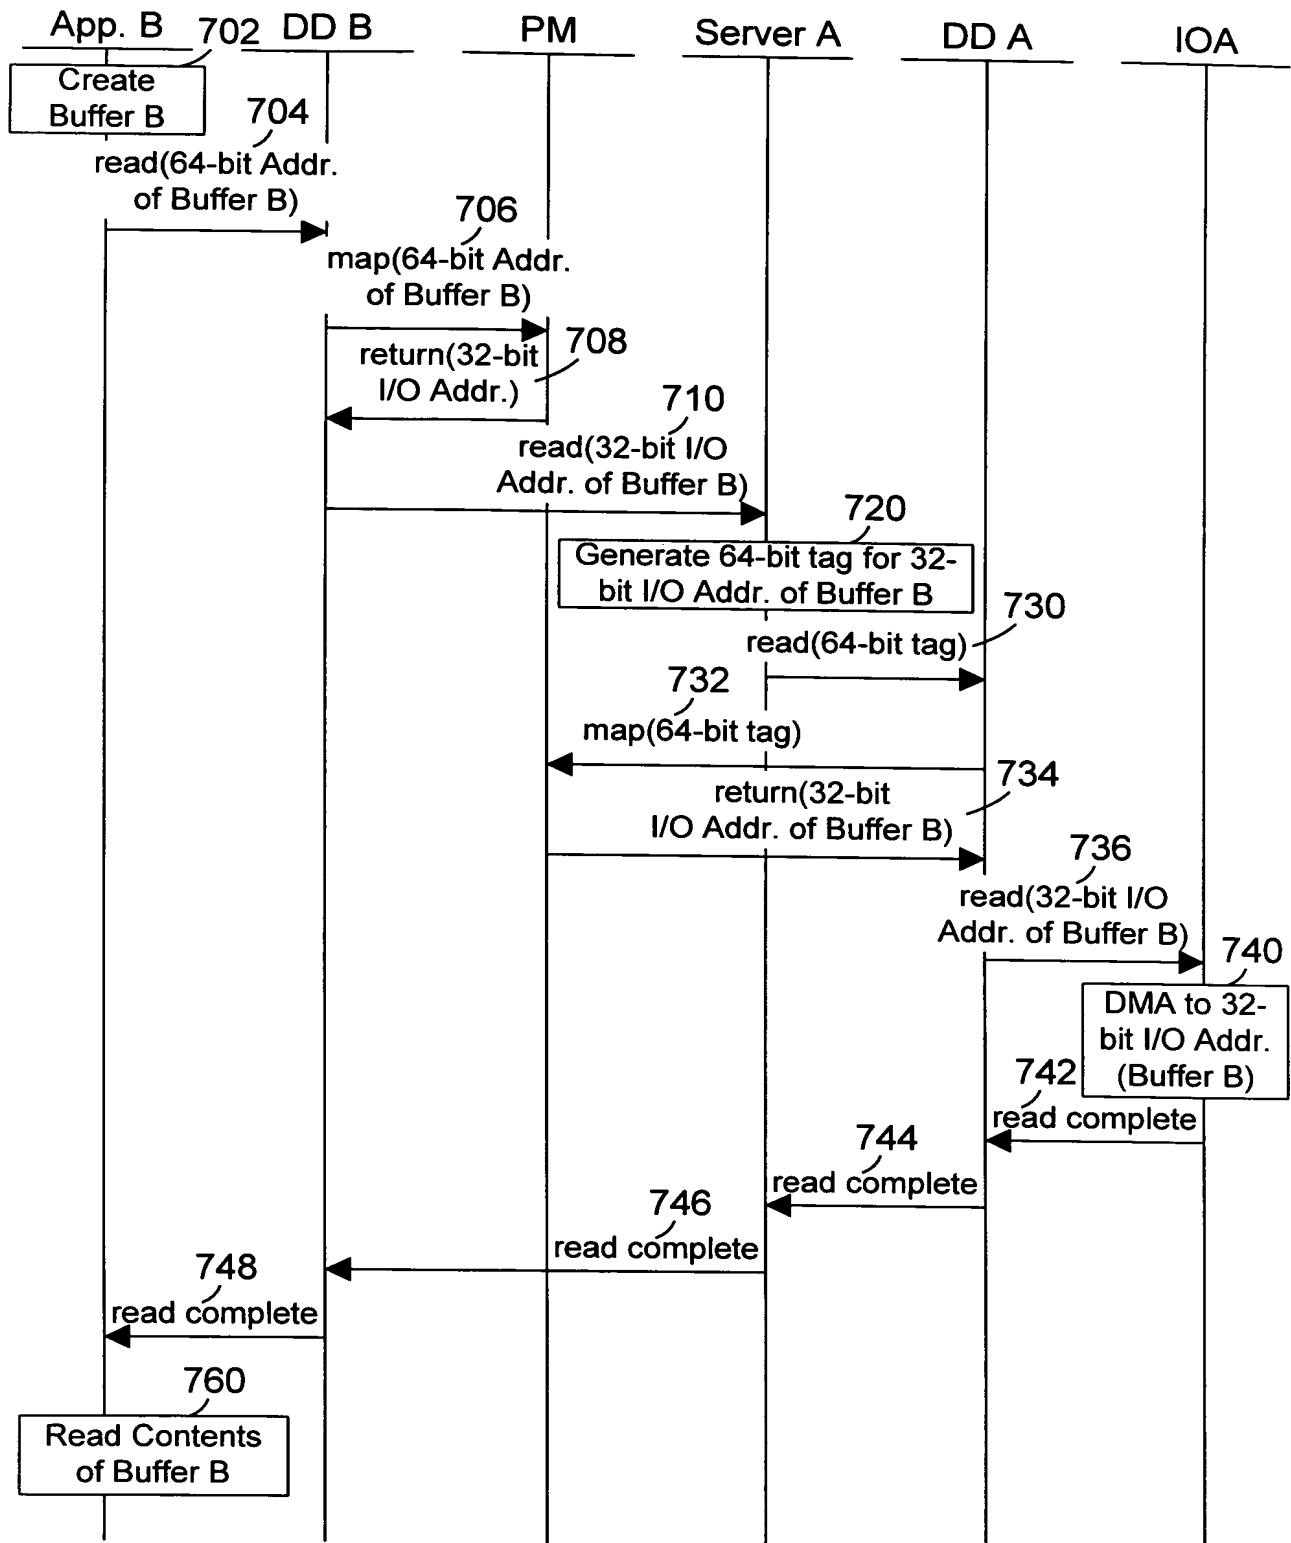 App. B
DD B
PM
Server A
DD A
IOA
702
Create
Buffer B
704
read(64-bit Addr.
of Buffer B)
706
map(64-bit Addr.
of Buffer B)
708
return(32-bit
I/O Addr.)
710
read(32-bit I/O
Addr. of Buffer B)
720
Generate 64-bit tag for 32-
bit I/O Addr. of Buffer B
730
read(64-bit tag)
732
map(64-bit tag)
734
return(32-bit
I/O Addr. of Buffer B)
736
read(32-bit I/O
Addr. of Buffer B)
740
DMA to 32-
bit I/O Addr.
(Buffer B)
742
read complete
744
read complete
746
read complete
748
read complete
760
Read Contents
of Buffer B